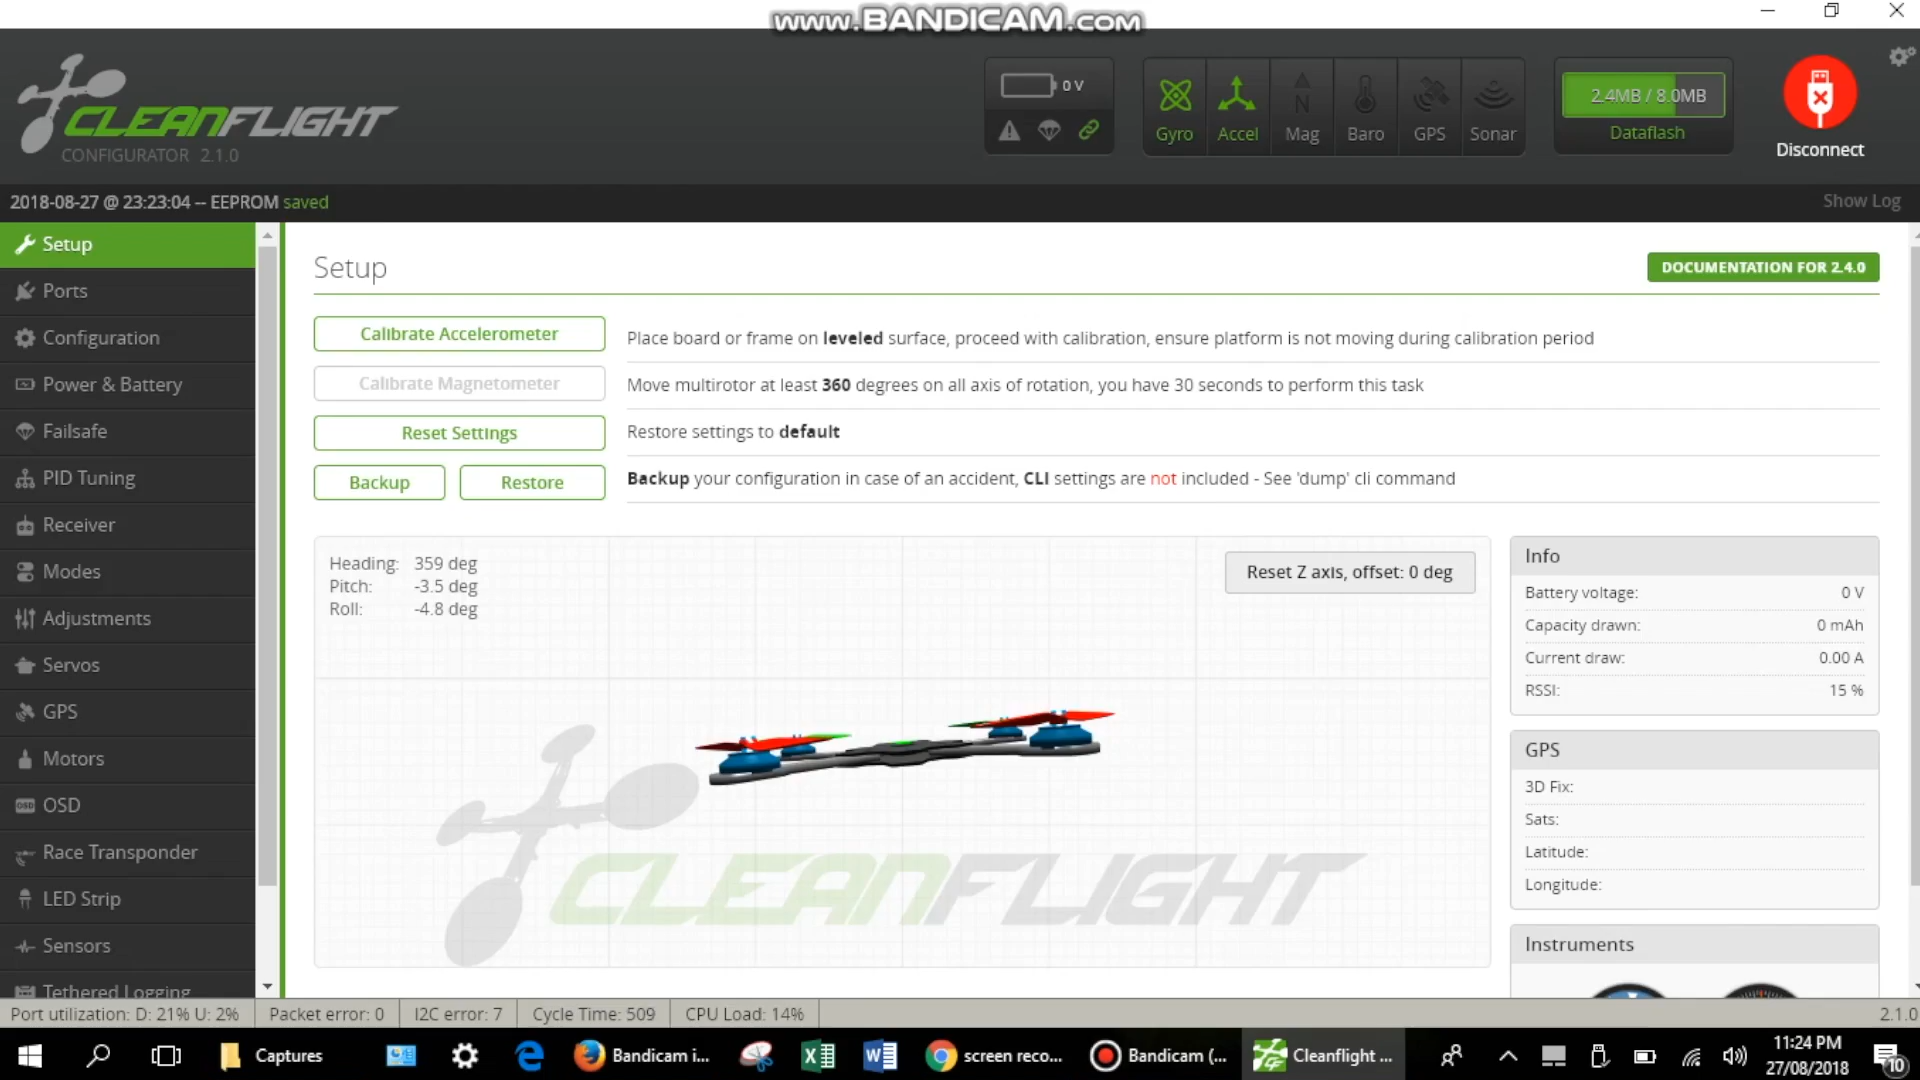 www.BANDICAM.com
CLEANFLIGHT
CONFIGURATOR 2.1.0
0 V
Gyro
Accel
Mag
Baro
GPS
Sonar
2.4MB / 8.0MB
Dataflash
Disconnect
2018-08-27 @ 23:23:04 -- EEPROM saved
Show Log
Setup
Ports
Configuration
Power & Battery
Failsafe
PID Tuning
Receiver
Modes
Adjustments
Servos
GPS
Motors
OSD
Race Transponder
LED Strip
Sensors
Tethered Logging
Setup
DOCUMENTATION FOR 2.4.0
Calibrate Accelerometer
Place board or frame on leveled surface, proceed with calibration, ensure platform is not moving during calibration period
Calibrate Magnetometer
Move multirotor at least 360 degrees on all axis of rotation, you have 30 seconds to perform this task
Reset Settings
Restore settings to default
Backup
Restore
Backup your configuration in case of an accident, CLI settings are not included - See 'dump' cli command
Heading: 359 deg
Pitch: -3.5 deg
Roll: -4.8 deg
Reset Z axis, offset: 0 deg
CLEANFLIGHT
Info
Battery voltage: 0 V
Capacity drawn: 0 mAh
Current draw: 0.00 A
RSSI: 15 %
GPS
3D Fix:
Sats:
Latitude:
Longitude:
Instruments
Port utilization: D: 21% U: 2%
Packet error: 0
I2C error: 7
Cycle Time: 509
CPU Load: 14%
2.1.0
Captures
Bandicam i...
screen reco...
Bandicam (...
Cleanflight ...
11:24 PM
27/08/2018
10